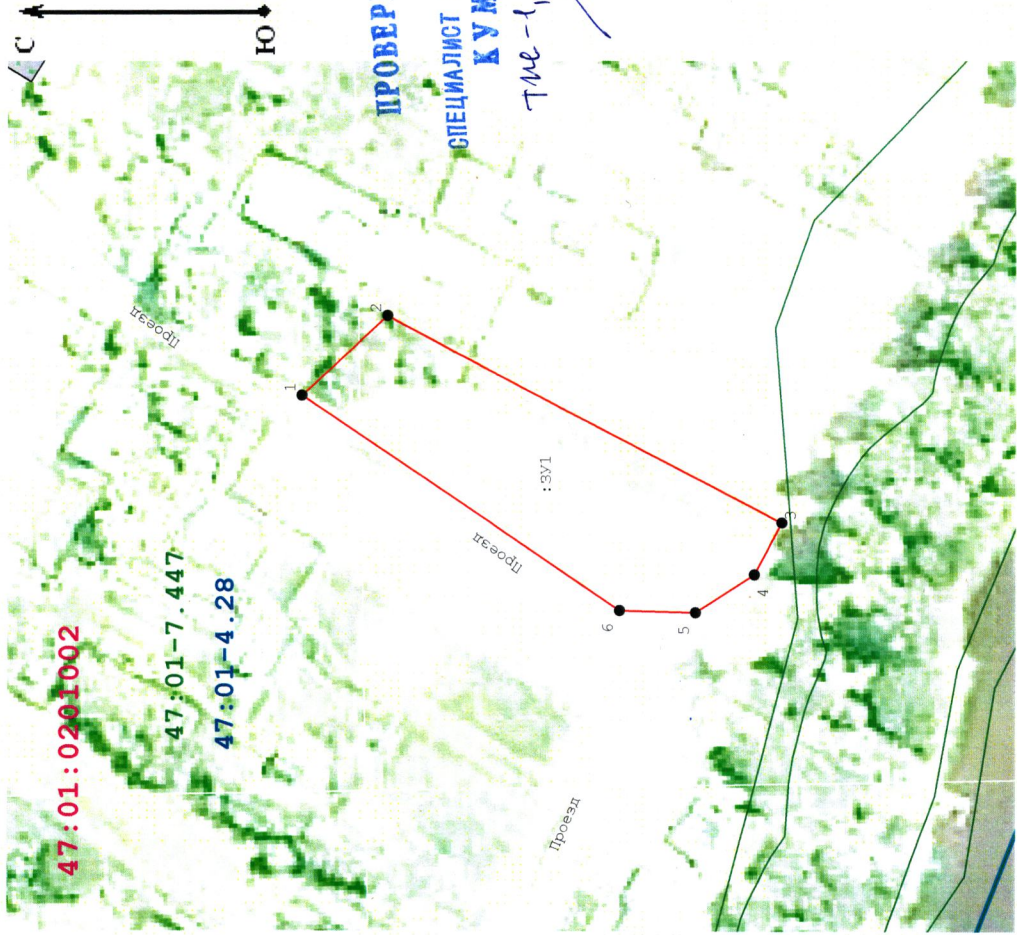 С
Ю
ПРОВЕР
СПЕЦИАЛИСТ
КУМ
47:01:0201002
47:01-7.447
47:01-4.28
Проезд
1
2
:ЗУ1
Проезд
3
4
5
6
Проезд